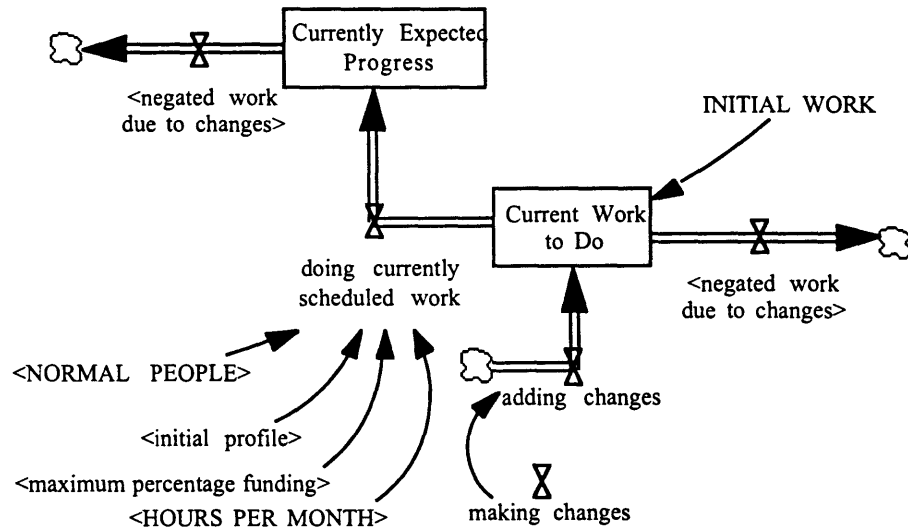 Currently Expected
Progress
<negated work
due to changes>
INITIAL WORK
Current Work
to Do
doing currently
scheduled work
<negated work
due to changes>
<NORMAL PEOPLE>
adding changes
<initial profile>
<maximum percentage funding>
<HOURS PER MONTH>
making changes